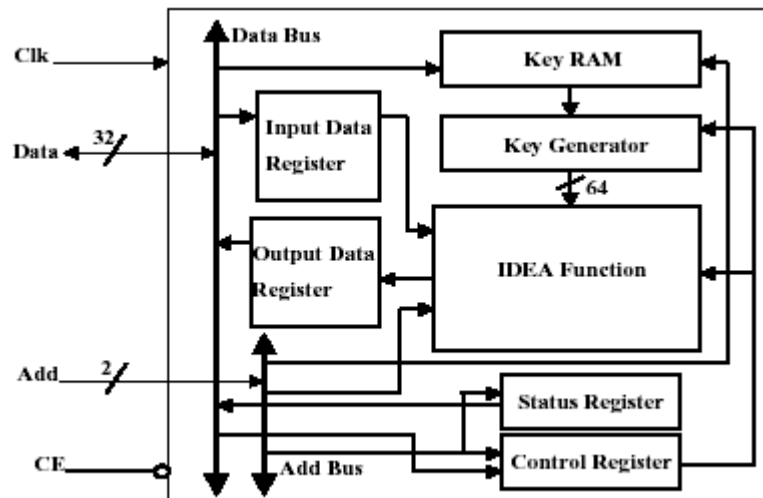 Clk
Data Bus
Key RAM
Data
32
Input Data
Register
Key Generator
64
Output Data
Register
IDEA Function
Add
2
Status Register
CE
Add Bus
Control Register